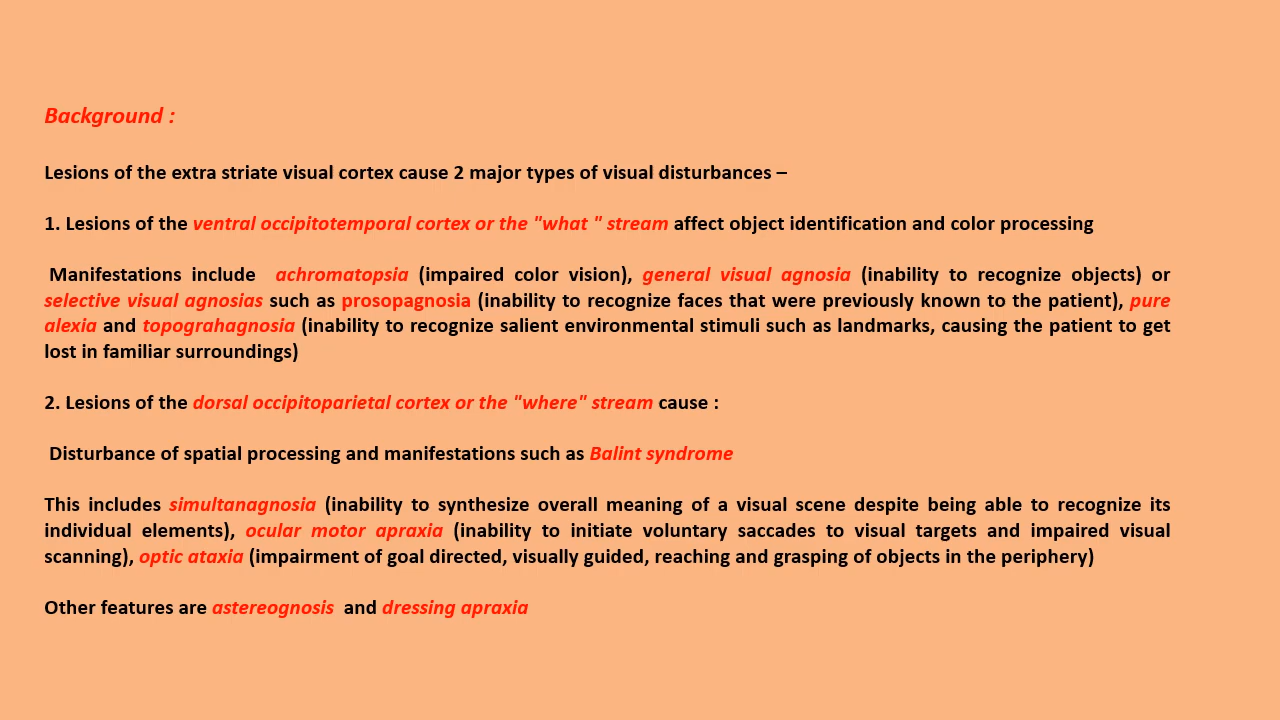 Background :
Lesions of the extra striate visual cortex cause 2 major types of visual disturbances –
1. Lesions of the ventral occipitotemporal cortex or the "what " stream affect object identification and color processing
Manifestations include achromatopsia (impaired color vision), general visual agnosia (inability to recognize objects) or
selective visual agnosias such as prosopagnosia (inability to recognize faces that were previously known to the patient), pure
alexia and topograhagnosia (inability to recognize salient environmental stimuli such as landmarks, causing the patient to get
lost in familiar surroundings)
2. Lesions of the dorsal occipitoparietal cortex or the "where" stream cause :
Disturbance of spatial processing and manifestations such as Balint syndrome
This includes simultanagnosia (inability to synthesize overall meaning of a visual scene despite being able to recognize its
individual elements), ocular motor apraxia (inability to initiate voluntary saccades to visual targets and impaired visual
scanning), optic ataxia (impairment of goal directed, visually guided, reaching and grasping of objects in the periphery)
Other features are astereognosis and dressing apraxia